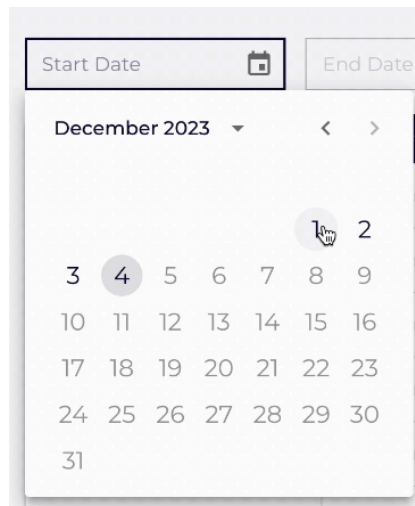 Start Date End Date
December 2023
1 2
3 4 5 6 7 8 9
10 11 12 13 14 15 16
17 18 19 20 21 22 23
24 25 26 27 28 29 30
31